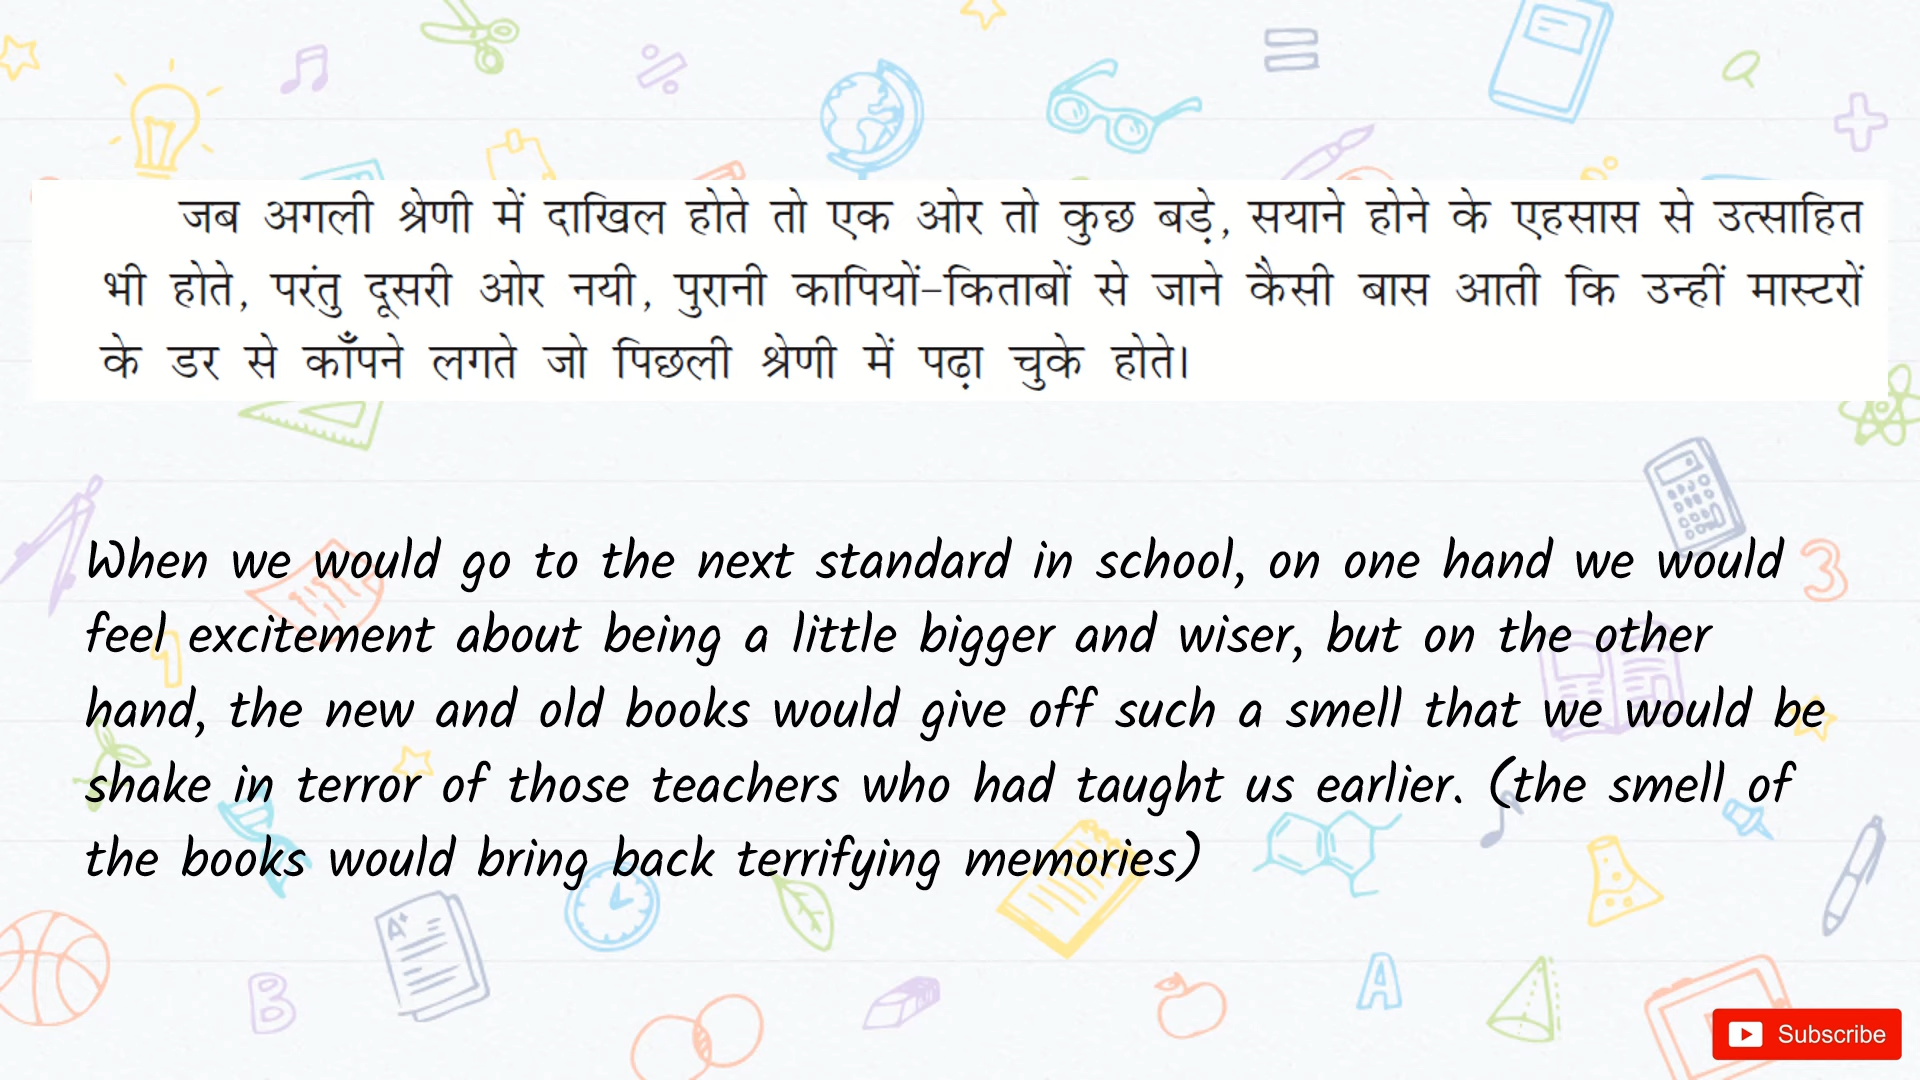 जब अगली श्रेणी में दाखिल होते तो एक ओर तो कुछ बड़े, सयाने होने के एहसास से उत्साहित
भी होते, परंतु दूसरी ओर नयी, पुरानी कापियों-किताबों से जाने कैसी बास आती कि उन्हीं मास्टरों
के डर से काँपने लगते जो पिछली श्रेणी में पढ़ा चुके होते।
When we would go to the next standard in school, on one hand we would
feel excitement about being a little bigger and wiser, but on the other
hand, the new and old books would give off such a smell that we would be
shake in terror of those teachers who had taught us earlier. (the smell of
the books would bring back terrifying memories)
3
1
A+
B
A
Subscribe